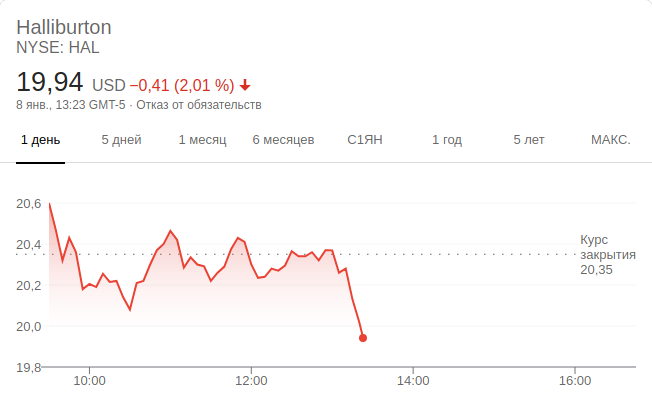 Halliburton
NYSE: HAL
19,94 USD −0,41 (2,01 %)
8 янв., 13:23 GMT-5 · Отказ от обязательств
1 день 5 дней 1 месяц 6 месяцев С1ЯН 1 год 5 лет МАКС.
20,6
20,4
20,2
20,0
19,8
Курс
закрытия
20,35
10:00 12:00 14:00 16:00